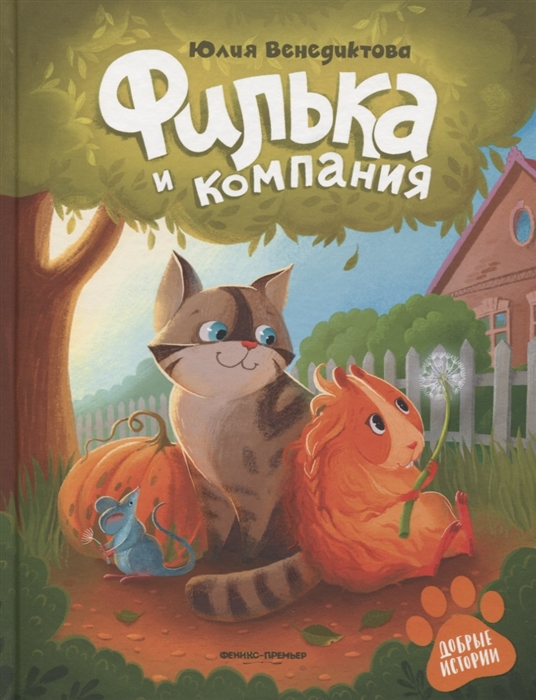 Юлия Венедиктова
Филька
и компания
Добрые
истории
Феникс-Премьер